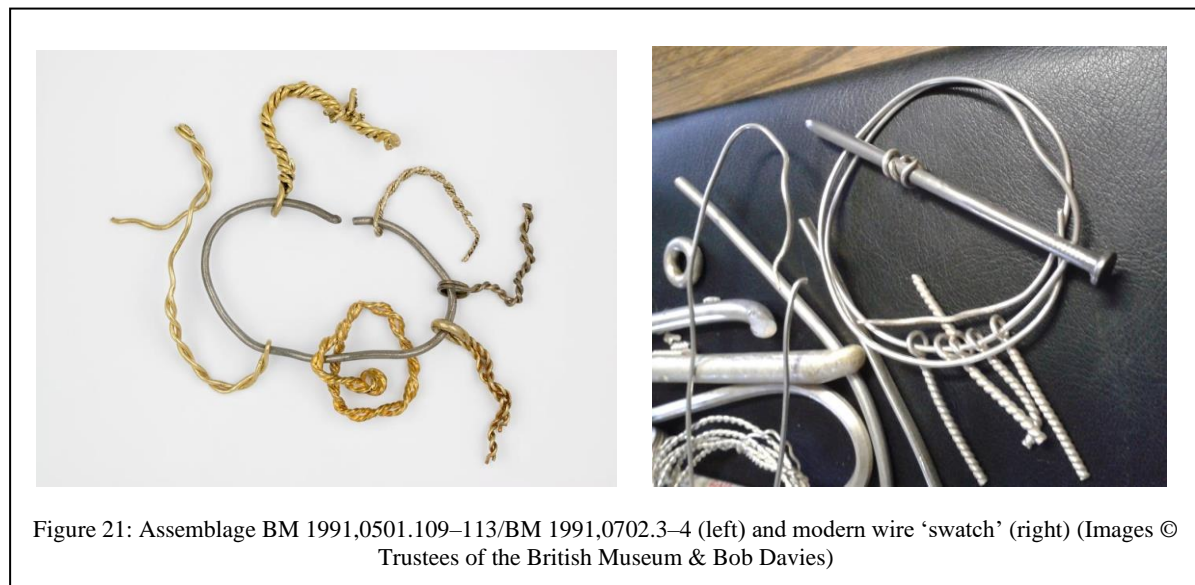 Figure 21: Assemblage BM 1991,0501.109–113/BM 1991,0702.3–4 (left) and modern wire ‘swatch’ (right) (Images ©
Trustees of the British Museum & Bob Davies)